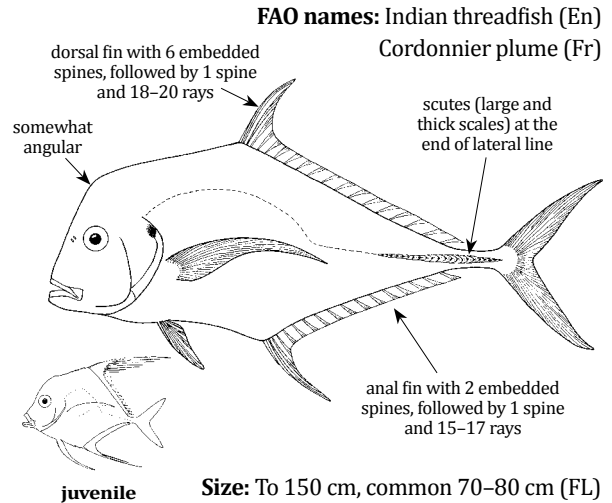 FAO names: Indian threadfish (En)
Cordonnier plume (Fr)
dorsal fin with 6 embedded
spines, followed by 1 spine
and 18–20 rays
scutes (large and
thick scales) at the
end of lateral line
somewhat
angular
anal fin with 2 embedded
spines, followed by 1 spine
and 15–17 rays
juvenile
Size: To 150 cm, common 70–80 cm (FL)